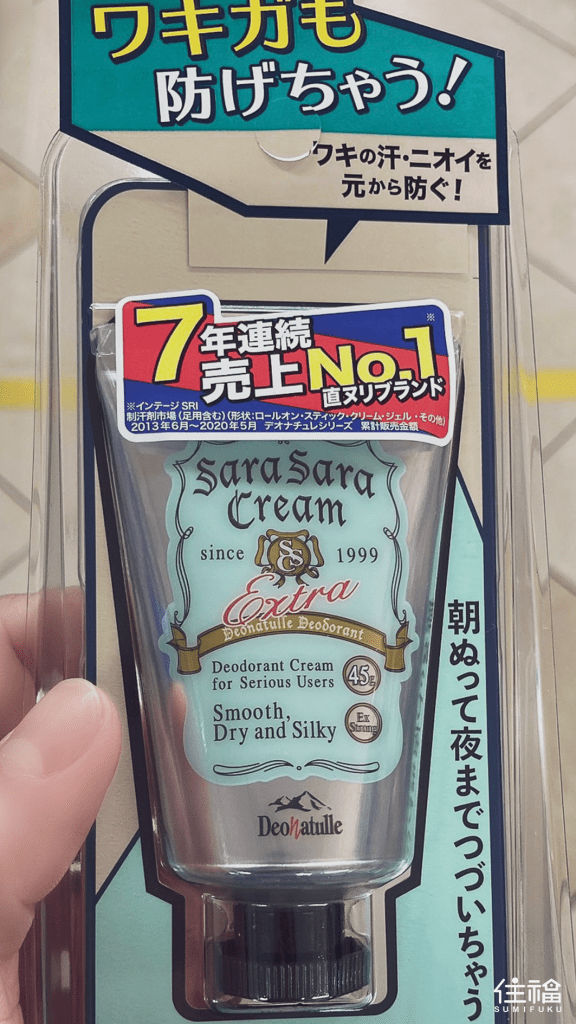 ワキガも
防げちゃう!
ワキの汗・ニオイを
元から防ぐ!
※
7年連続
売上No.1
直ヌリブランド
※インテージSRI
制汗剤市場(足用含む)(形状:ロールオン・スティック・クリーム・ジェル・その他)
2013年6月~2020年5月 デオナチュレシリーズ 累計販売金額
Sara Sara
Cream
since 1999
SSC
Extra
Deonatulle Deodorant
Deodorant Cream
for Serious Users
45g
Smooth,
Dry and Silky
Ex
Strong
Deonatulle
朝ぬって夜までつづいちゃう
住福
SUMIFUKU